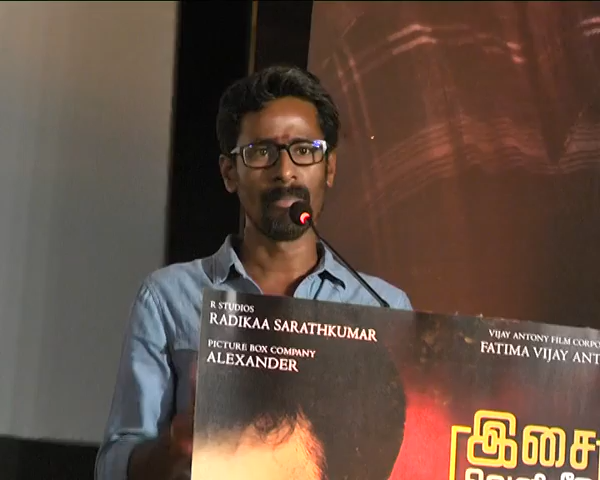 R STUDIOS
RADIKAA SARATHKUMAR
PICTURE BOX COMPANY
ALEXANDER
VIJAY ANTONY FILM CORPO
FATIMA VIJAY ANT
இசை